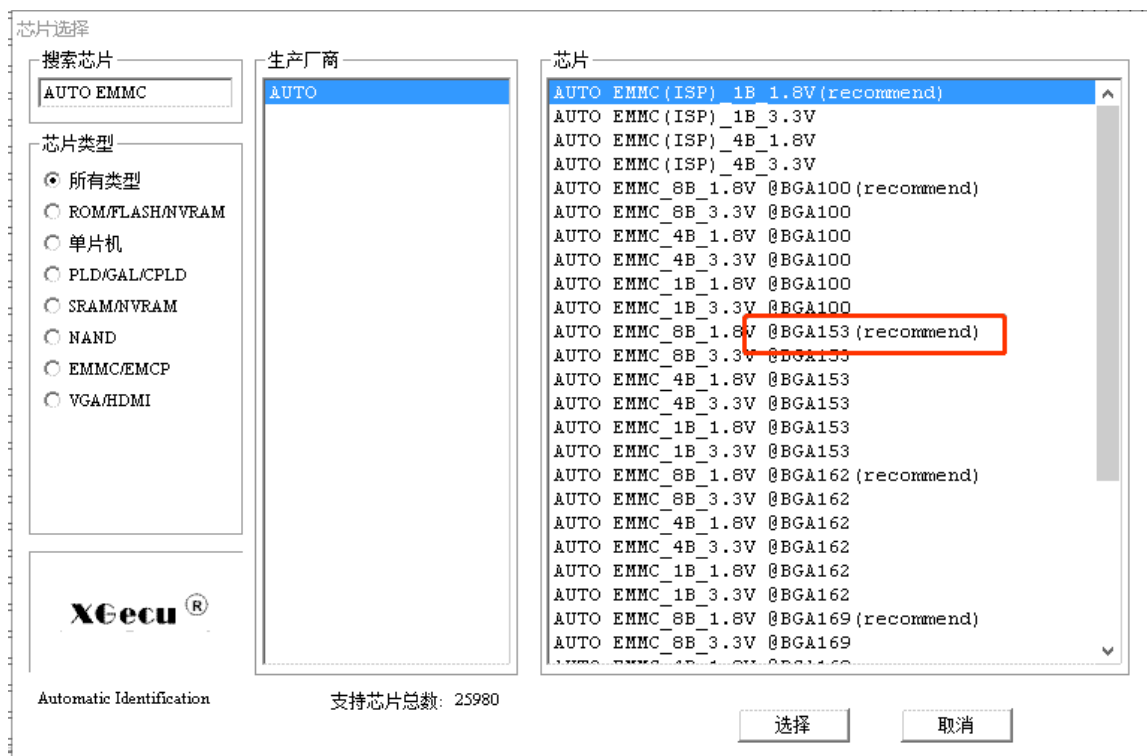 芯片选择
搜索芯片
AUTO EMMC
芯片类型
所有类型
ROM/FLASH/NVRAM
单片机
PLD/GAL/CPLD
SRAM/NVRAM
NAND
EMMC/EMCP
VGA/HDMI
XGecu ®
Automatic Identification
生产厂商
AUTO
支持芯片总数: 25980
芯片
AUTO EMMC(ISP)_1B_1.8V(recommend)
AUTO EMMC(ISP)_1B_3.3V
AUTO EMMC(ISP)_4B_1.8V
AUTO EMMC(ISP)_4B_3.3V
AUTO EMMC_8B_1.8V @BGA100(recommend)
AUTO EMMC_8B_3.3V @BGA100
AUTO EMMC_4B_1.8V @BGA100
AUTO EMMC_4B_3.3V @BGA100
AUTO EMMC_1B_1.8V @BGA100
AUTO EMMC_1B_3.3V @BGA100
AUTO EMMC_8B_1.8V @BGA153(recommend)
AUTO EMMC_8B_3.3V @BGA153
AUTO EMMC_4B_1.8V @BGA153
AUTO EMMC_4B_3.3V @BGA153
AUTO EMMC_1B_1.8V @BGA153
AUTO EMMC_1B_3.3V @BGA153
AUTO EMMC_8B_1.8V @BGA162(recommend)
AUTO EMMC_8B_3.3V @BGA162
AUTO EMMC_4B_1.8V @BGA162
AUTO EMMC_4B_3.3V @BGA162
AUTO EMMC_1B_1.8V @BGA162
AUTO EMMC_1B_3.3V @BGA162
AUTO EMMC_8B_1.8V @BGA169(recommend)
AUTO EMMC_8B_3.3V @BGA169
选择
取消